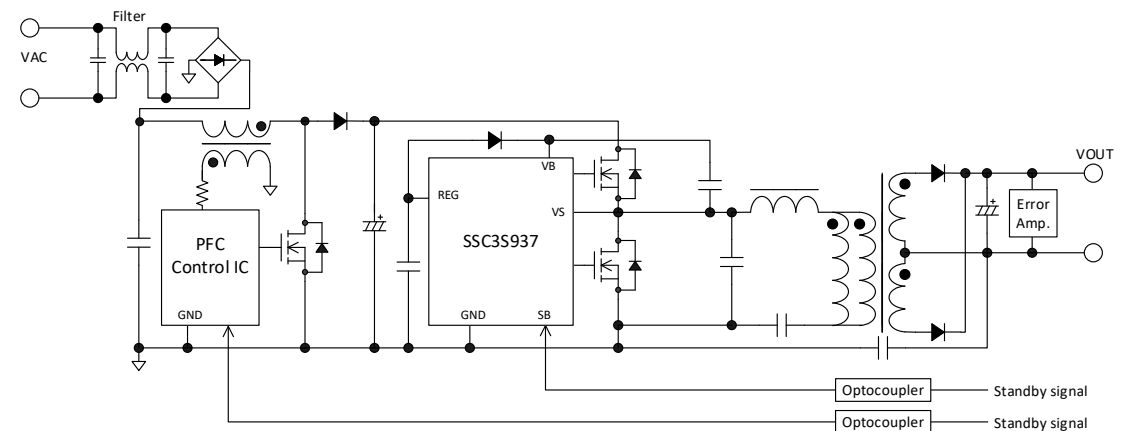 Filter
VAC
VB
VOUT
REG
VS
Error
Amp.
PFC
Control IC
SSC3S937
GND
GND
SB
Optocoupler
Standby signal
Optocoupler
Standby signal